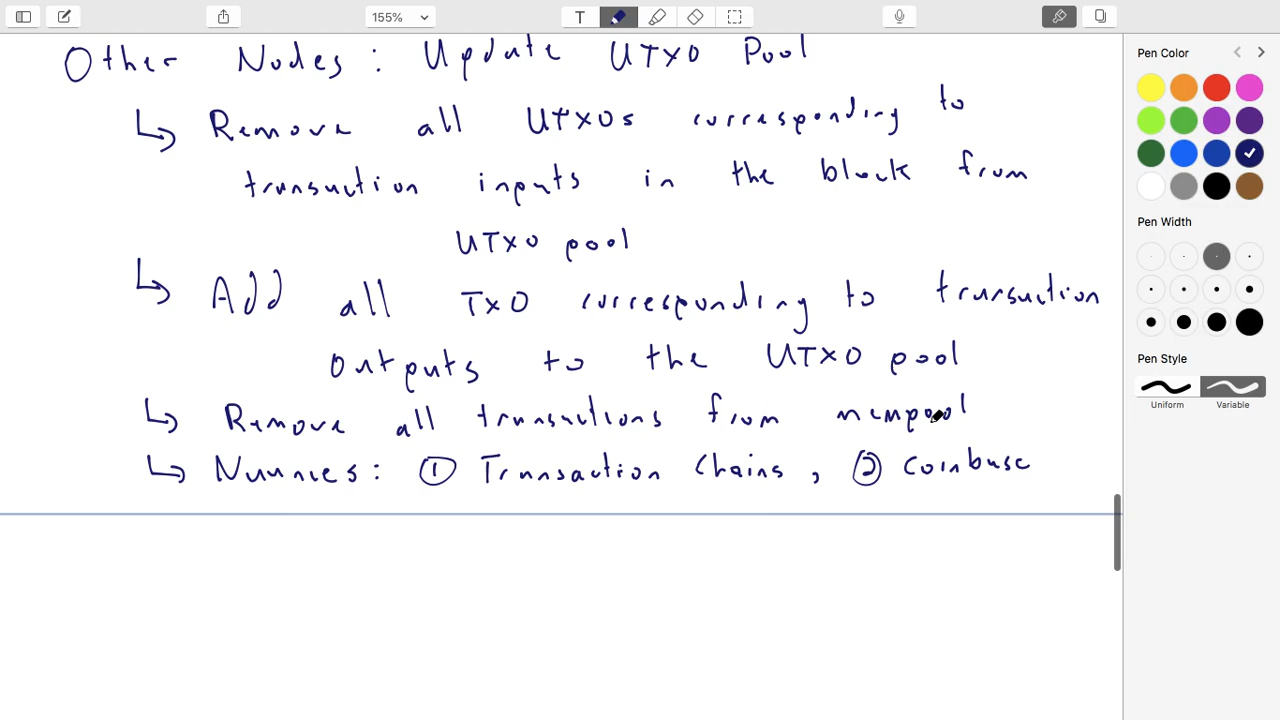 155%
T
Other Nodes: Update UTXO Pool
↳ Remove all UTXOs corresponding to
transaction inputs in the block from
UTXO pool
↳ Add all TXO corresponding to transaction
outputs to the UTXO pool
↳ Remove all transactions from mempool
↳ Nuances: ① Transaction Chains, ② Coinbase
Pen Color
Pen Width
Pen Style
Uniform Variable